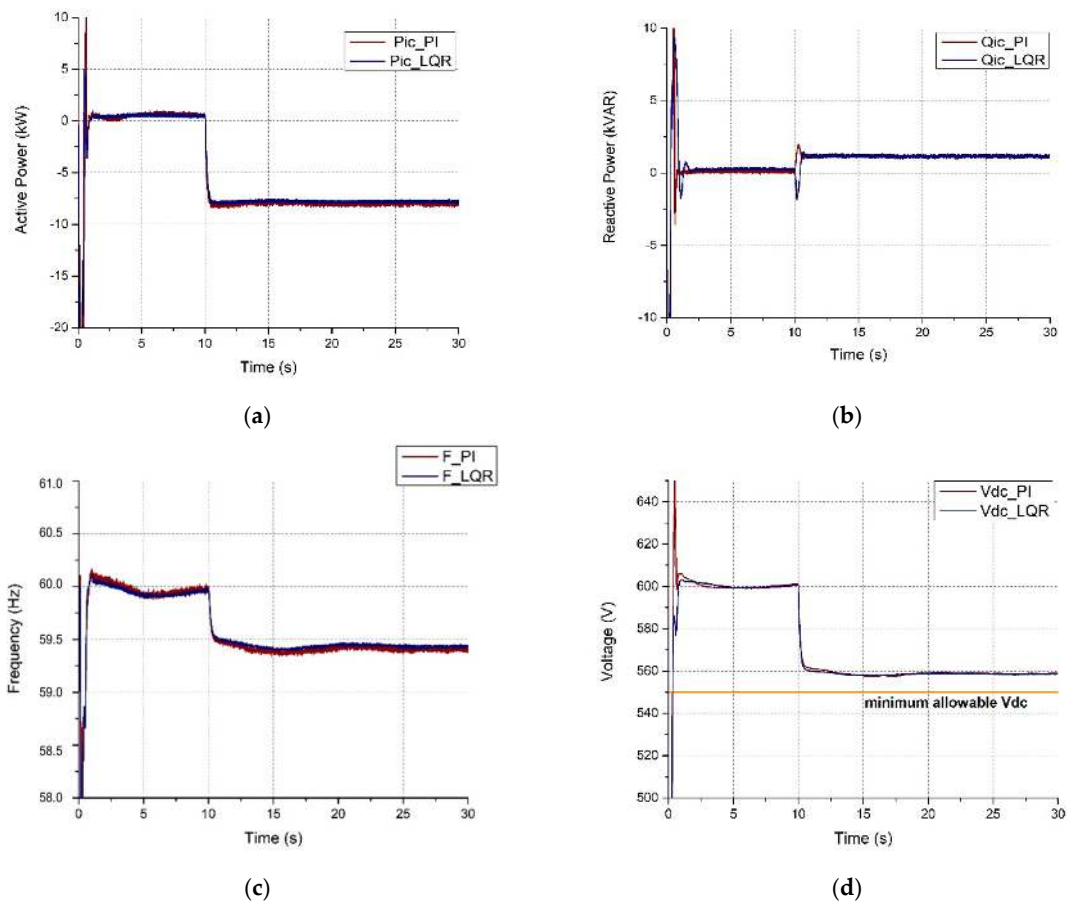 10
5
0
-5
-10
-15
-20
Active Power (kW)
Pic_PI
Pic_LQR
0 5 10 15 20 25 30
Time (s)
(a)
10
5
0
-5
-10
Reactive Power (kVAR)
Qic_PI
Qic_LQR
0 5 10 15 20 25 30
Time (s)
(b)
F_PI
F_LQR
61.0
60.5
60.0
59.5
59.0
58.5
58.0
Frequency (Hz)
0 5 10 15 20 25 30
Time (s)
(c)
640
620
600
580
560
540
520
500
Voltage (V)
Vdc_PI
Vdc_LQR
minimum allowable Vdc
0 5 10 15 20 25 30
Time (s)
(d)